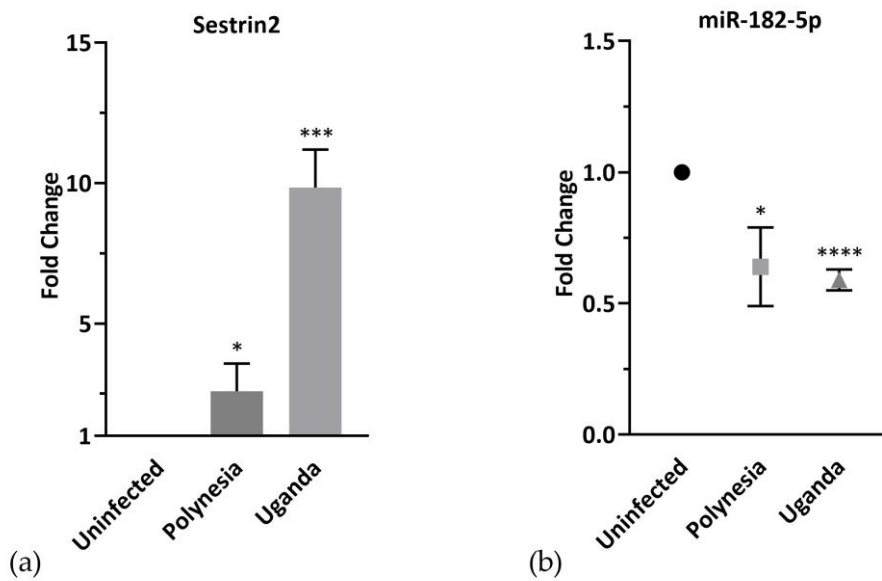 Sestrin2
15
10
5
1
Fold Change
*
***
Uninfected
Polynesia
Uganda
(a)
miR-182-5p
1.5
1.0
0.5
0.0
Fold Change
*
****
Uninfected
Polynesia
Uganda
(b)